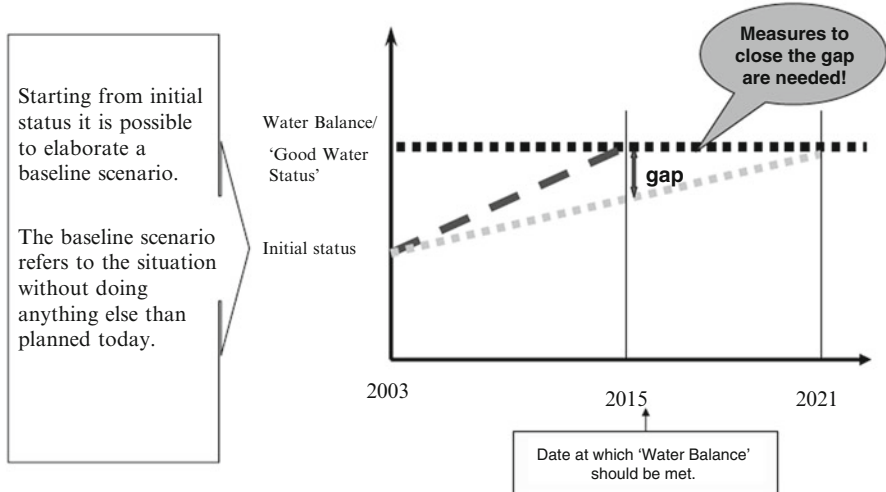 Starting from initial
status it is possible
to elaborate a
baseline scenario.
The baseline scenario
refers to the situation
without doing
anything else than
planned today.
Water Balance/
‘Good Water
Status’
Initial status
Measures to
close the gap
are needed!
gap
2003
2015
2021
Date at which ‘Water Balance’
should be met.